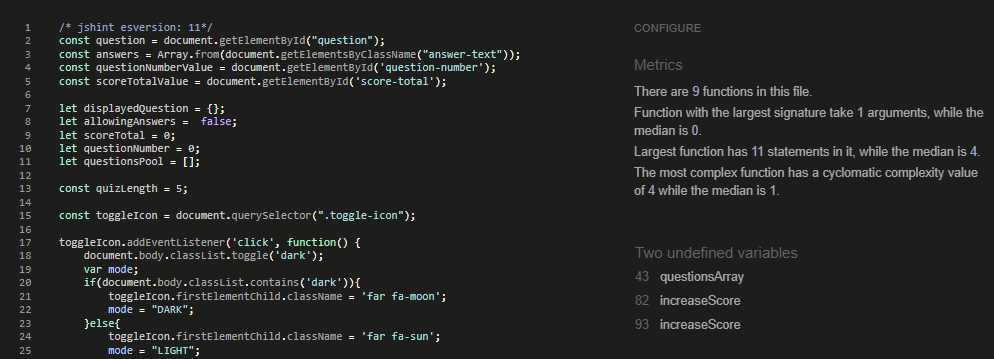 1 /* jshint esversion: 11*/
2 const question = document.getElementById("question");
3 const answers = Array.from(document.getElementsByClassName("answer-text"));
4 const questionNumberValue = document.getElementById('question-number');
5 const scoreTotalValue = document.getElementById('score-total');
6
7 let displayedQuestion = {};
8 let allowingAnswers =  false;
9 let scoreTotal = 0;
10 let questionNumber = 0;
11 let questionsPool = [];
12
13 const quizLength = 5;
14
15 const toggleIcon = document.querySelector(".toggle-icon");
16
17 toggleIcon.addEventListener('click', function() {
18     document.body.classList.toggle('dark');
19     var mode;
20     if(document.body.classList.contains('dark')){
21         toggleIcon.firstElementChild.className = 'far fa-moon';
22         mode = "DARK";
23     }else{
24         toggleIcon.firstElementChild.className = 'far fa-sun';
25         mode = "LIGHT";
CONFIGURE
Metrics
There are 9 functions in this file.
Function with the largest signature take 1 arguments, while the
median is 0.
Largest function has 11 statements in it, while the median is 4.
The most complex function has a cyclomatic complexity value
of 4 while the median is 1.
Two undefined variables
43 questionsArray
82 increaseScore
93 increaseScore